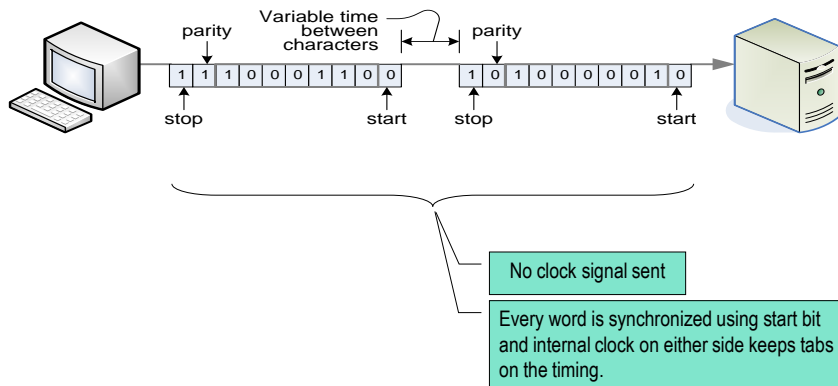 Variable time
between
characters
parity
parity
1 1 1 0 0 0 1 1 0 0
1 0 1 0 0 0 0 0 1 0
stop
start
stop
start
No clock signal sent
Every word is synchronized using start bit
and internal clock on either side keeps tabs
on the timing.